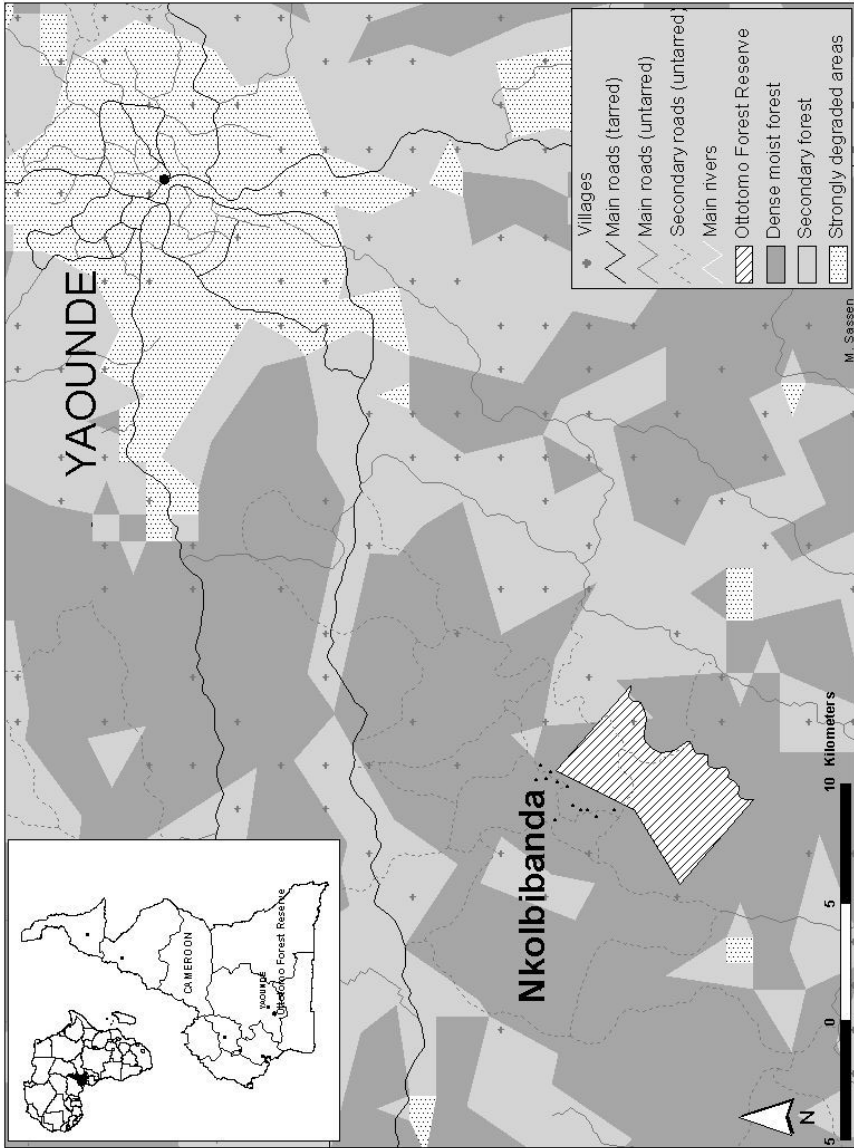 YAOUNDE
Nkolbibanda
CAMEROON
YAOUNDE
Ottotomo Forest Reserve
Villages
Main roads (tarred)
Main roads (untarred)
Secondary roads (untarred)
Main rivers
Ottotomo Forest Reserve
Dense moist forest
Secondary forest
Strongly degraded areas
M. Sassen
N
5 0 5 10 Kilometers